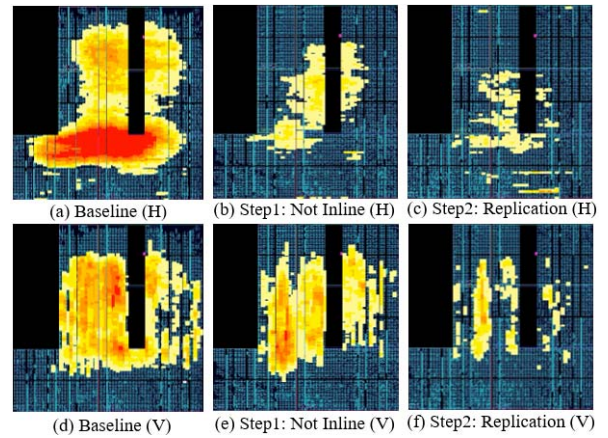 (a) Baseline (H)
(b) Step1: Not Inline (H)
(c) Step2: Replication (H)
(d) Baseline (V)
(e) Step1: Not Inline (V)
(f) Step2: Replication (V)